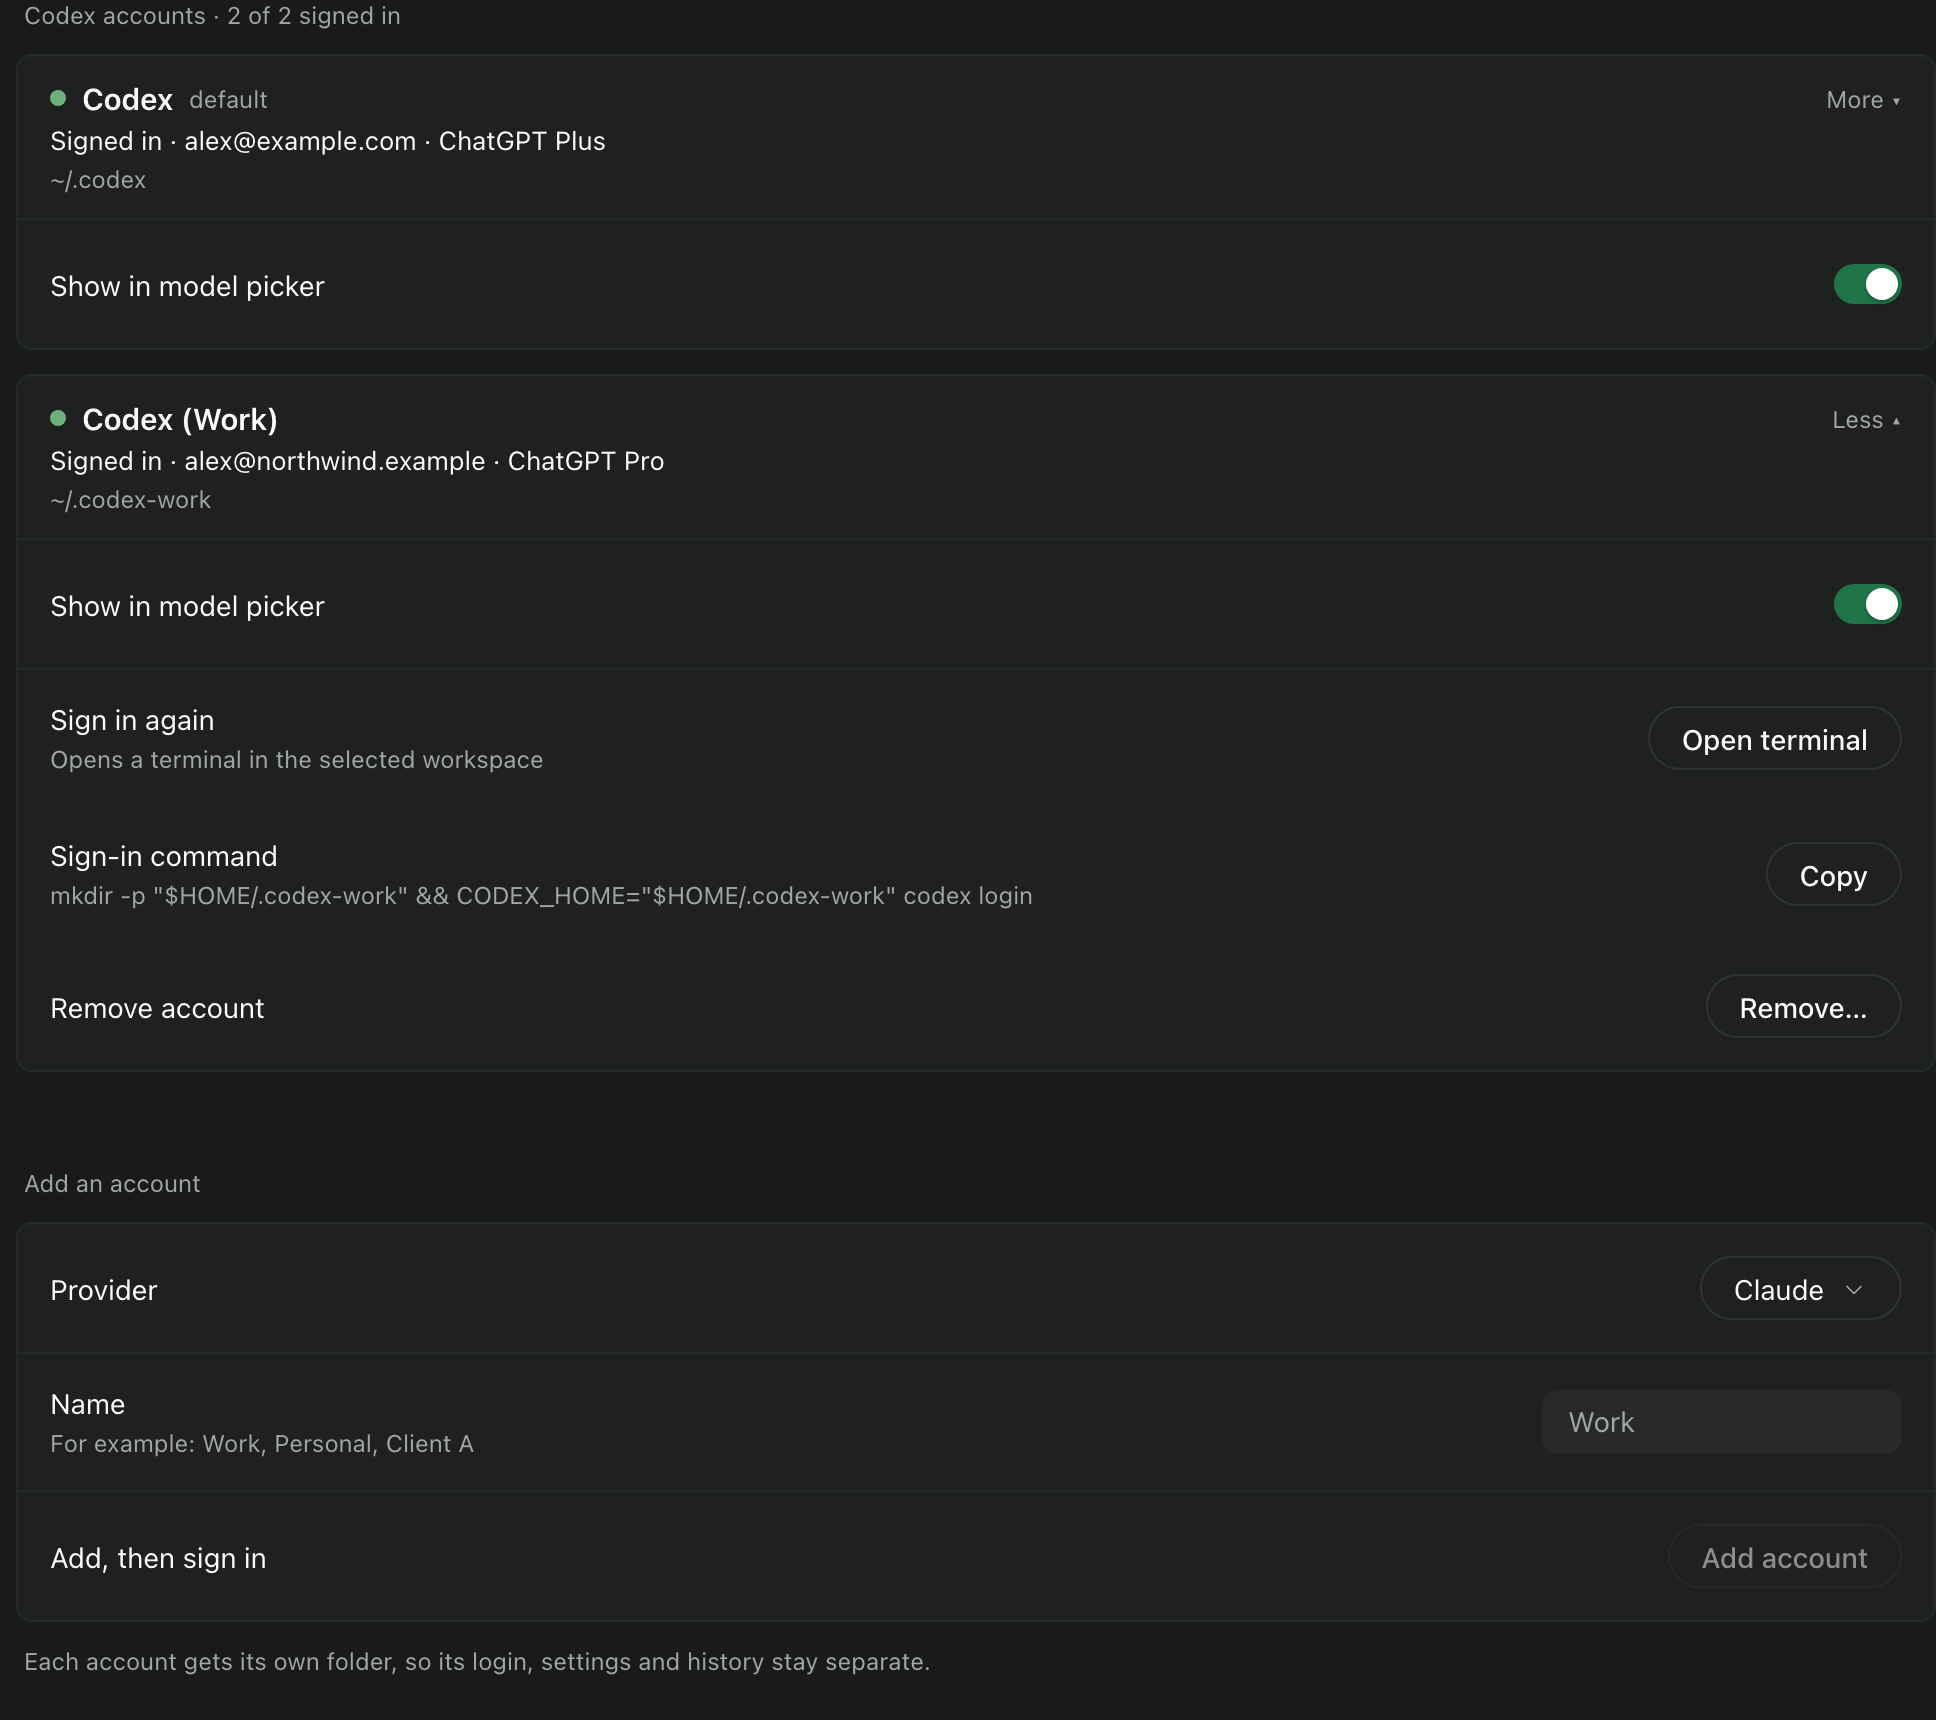 Codex accounts · 2 of 2 signed in
Codex default
More ▾
Signed in · alex@example.com · ChatGPT Plus
~/.codex
Show in model picker
Codex (Work)
Less ▴
Signed in · alex@northwind.example · ChatGPT Pro
~/.codex-work
Show in model picker
Sign in again
Opens a terminal in the selected workspace
Open terminal
Sign-in command
mkdir -p "$HOME/.codex-work" && CODEX_HOME="$HOME/.codex-work" codex login
Copy
Remove account
Remove...
Add an account
Provider
Claude
Name
For example: Work, Personal, Client A
Work
Add, then sign in
Add account
Each account gets its own folder, so its login, settings and history stay separate.